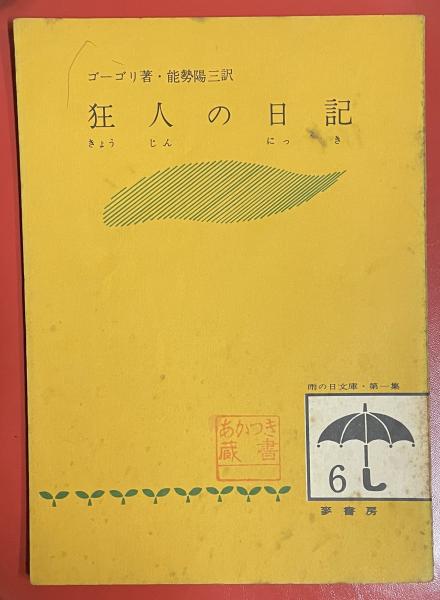 ゴーゴリ著・能勢陽三訳
狂人の日記
きょう じん にっ き
雨の日文庫・第一集
あかつき
蔵書
6
麥書房